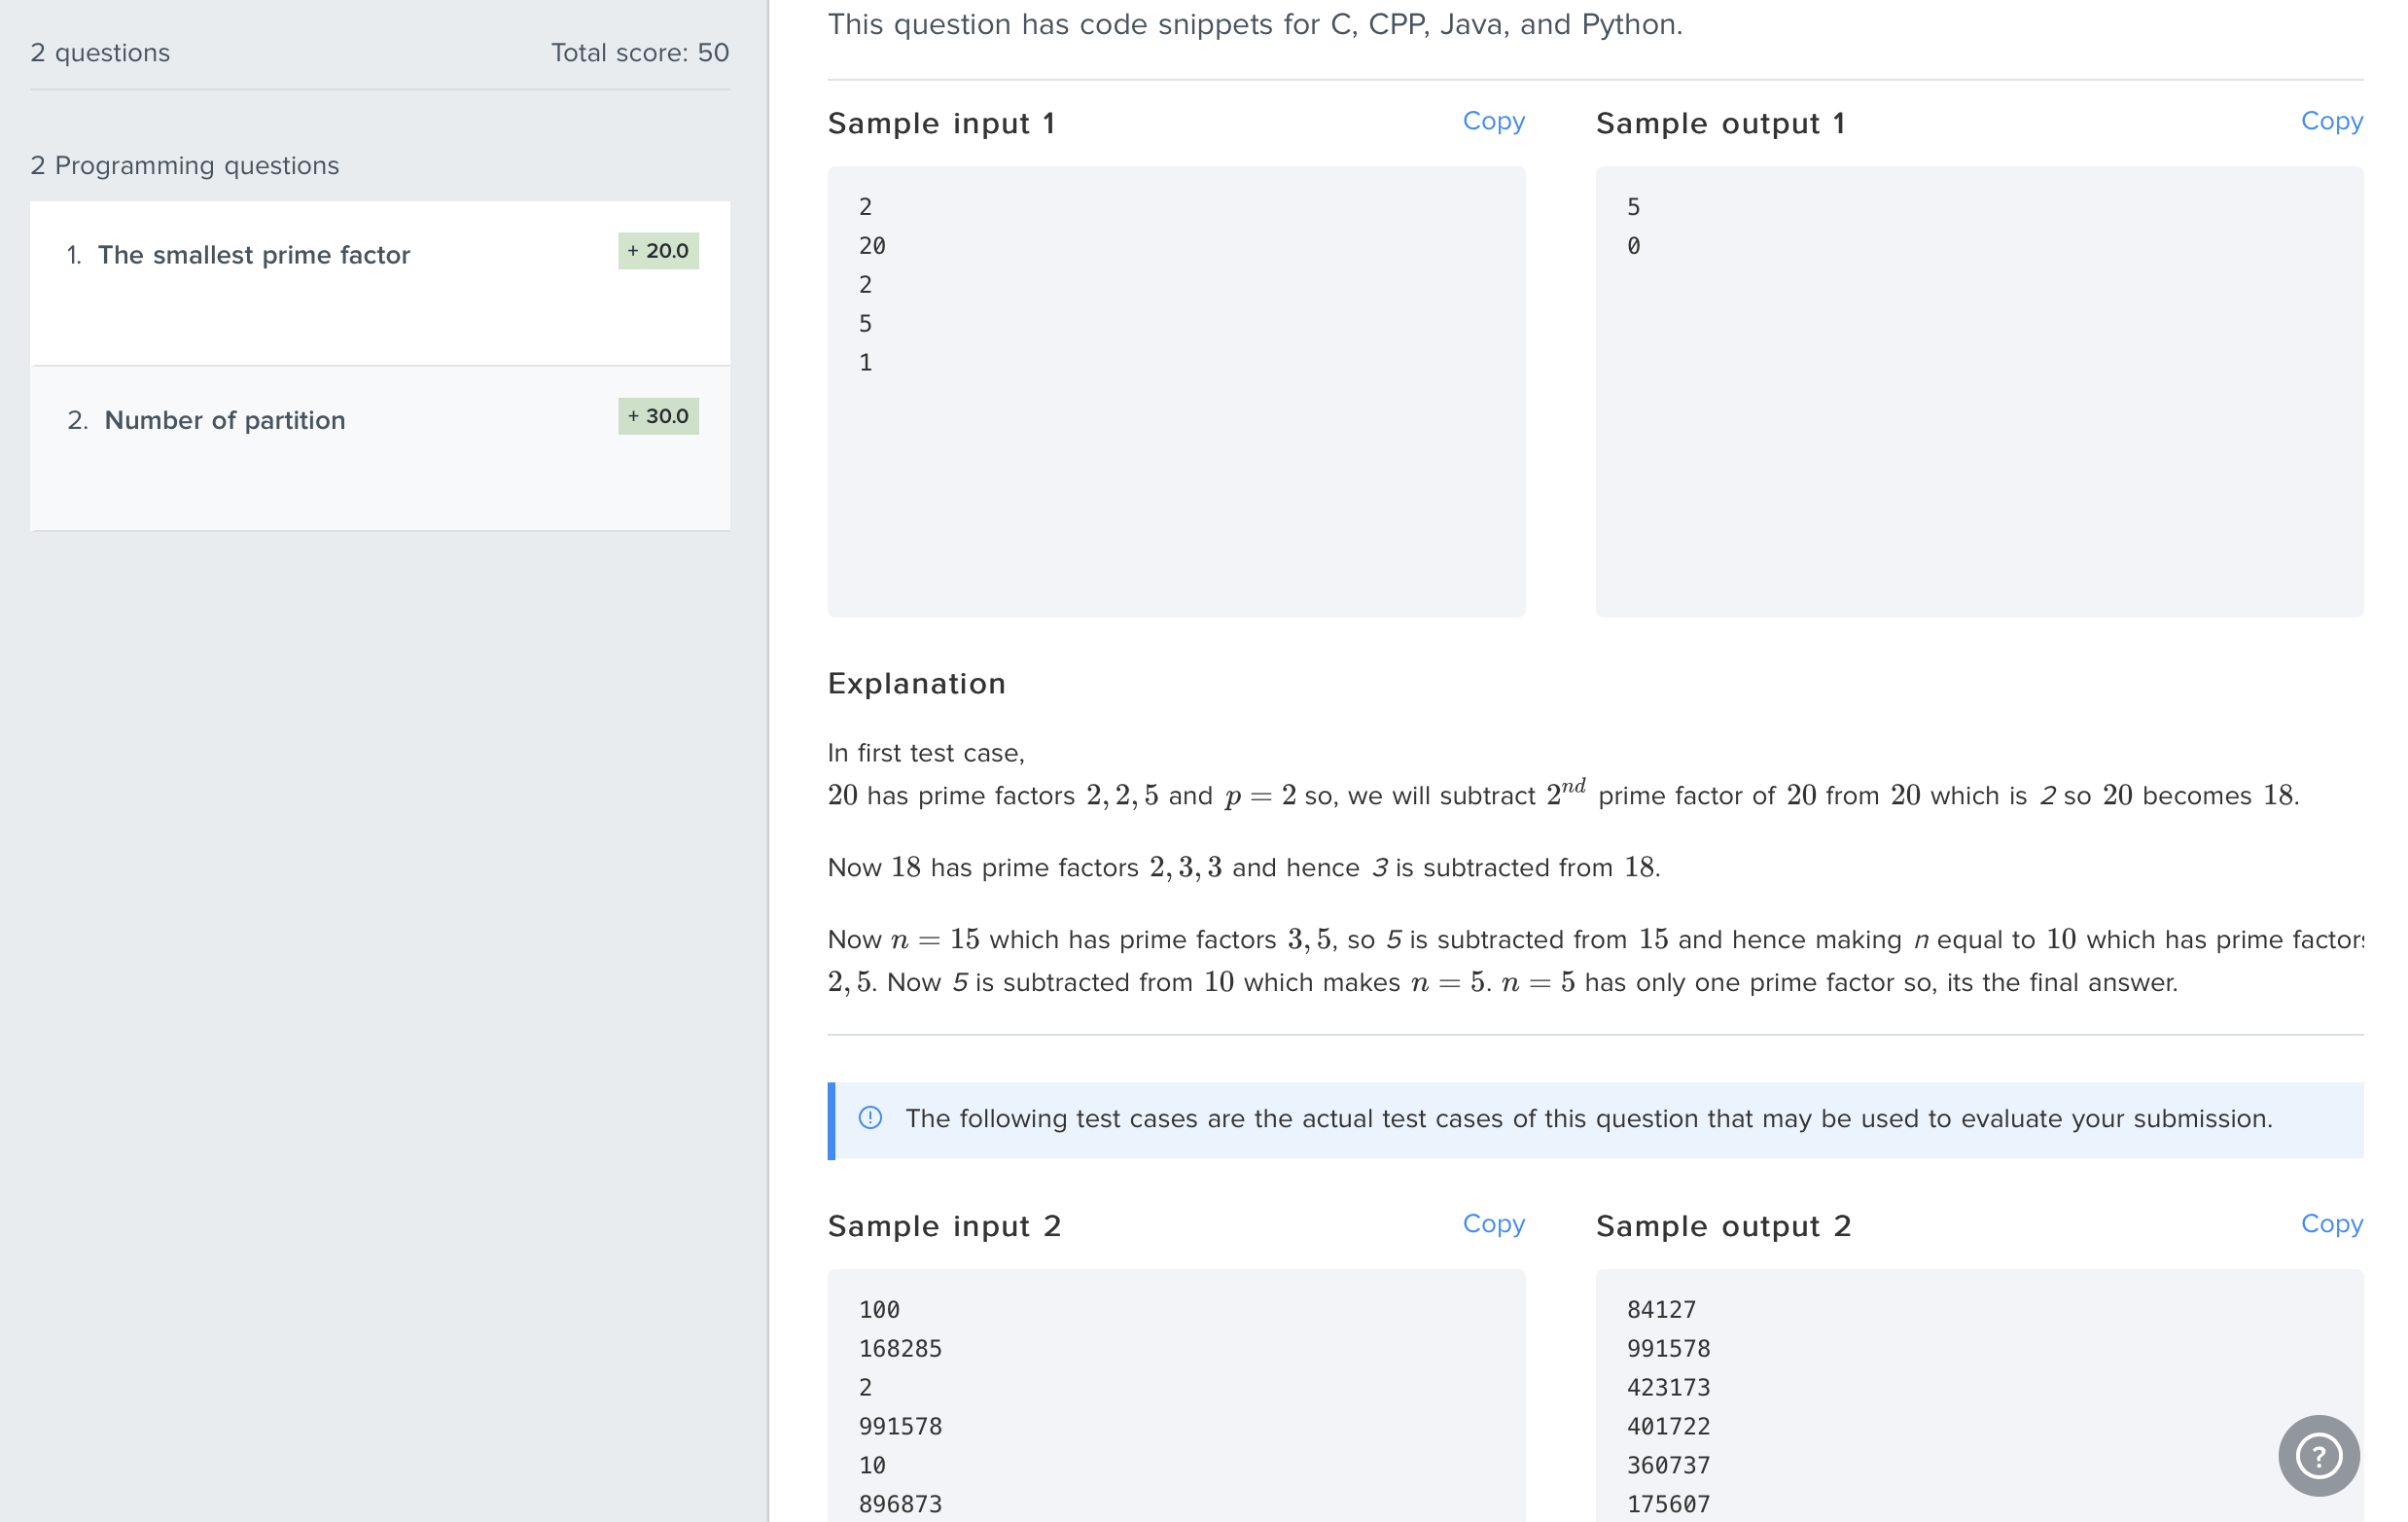 2 questions
Total score: 50
2 Programming questions
1. The smallest prime factor
+ 20.0
2. Number of partition
+ 30.0
This question has code snippets for C, CPP, Java, and Python.
Sample input 1
Copy
2
20
2
5
1
Sample output 1
Copy
5
0
Explanation
In first test case,
20 has prime factors 2, 2, 5 and p = 2 so, we will subtract 2nd prime factor of 20 from 20 which is 2 so 20 becomes 18.
Now 18 has prime factors 2, 3, 3 and hence 3 is subtracted from 18.
Now n = 15 which has prime factors 3, 5, so 5 is subtracted from 15 and hence making n equal to 10 which has prime factors
2, 5. Now 5 is subtracted from 10 which makes n = 5. n = 5 has only one prime factor so, its the final answer.
The following test cases are the actual test cases of this question that may be used to evaluate your submission.
Sample input 2
Copy
100
168285
2
991578
10
896873
Sample output 2
Copy
84127
991578
423173
401722
360737
175607
?